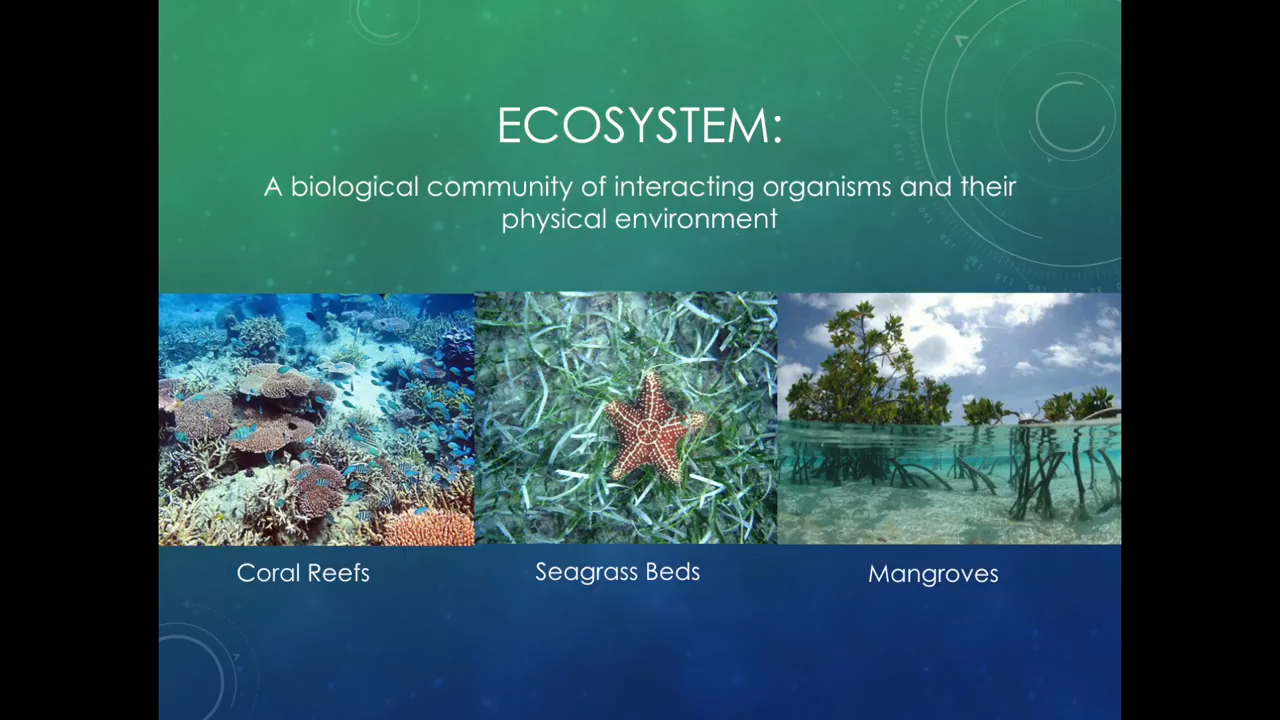 ECOSYSTEM:
A biological community of interacting organisms and their
physical environment
Coral Reefs
Seagrass Beds
Mangroves